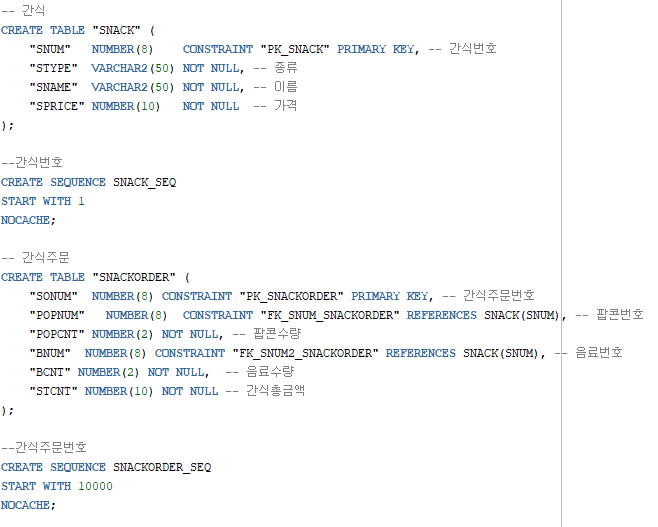 -- 간식
CREATE TABLE "SNACK" (
    "SNUM"   NUMBER(8)    CONSTRAINT "PK_SNACK" PRIMARY KEY, -- 간식번호
    "STYPE"  VARCHAR2(50) NOT NULL, -- 종류
    "SNAME"  VARCHAR2(50) NOT NULL, -- 이름
    "SPRICE" NUMBER(10)   NOT NULL  -- 가격
);

--간식번호
CREATE SEQUENCE SNACK_SEQ
START WITH 1
NOCACHE;

-- 간식주문
CREATE TABLE "SNACKORDER" (
    "SONUM"  NUMBER(8) CONSTRAINT "PK_SNACKORDER" PRIMARY KEY, -- 간식주문번호
    "POPNUM"   NUMBER(8)  CONSTRAINT "FK_SNUM_SNACKORDER" REFERENCES SNACK(SNUM), -- 팝콘번호
    "POPCNT" NUMBER(2) NOT NULL, -- 팝콘수량
    "BNUM"  NUMBER(8) CONSTRAINT "FK_SNUM2_SNACKORDER" REFERENCES SNACK(SNUM), -- 음료번호
    "BCNT" NUMBER(2) NOT NULL,  -- 음료수량
    "STCNT" NUMBER(10) NOT NULL -- 간식총금액
);

--간식주문번호
CREATE SEQUENCE SNACKORDER_SEQ
START WITH 10000
NOCACHE;